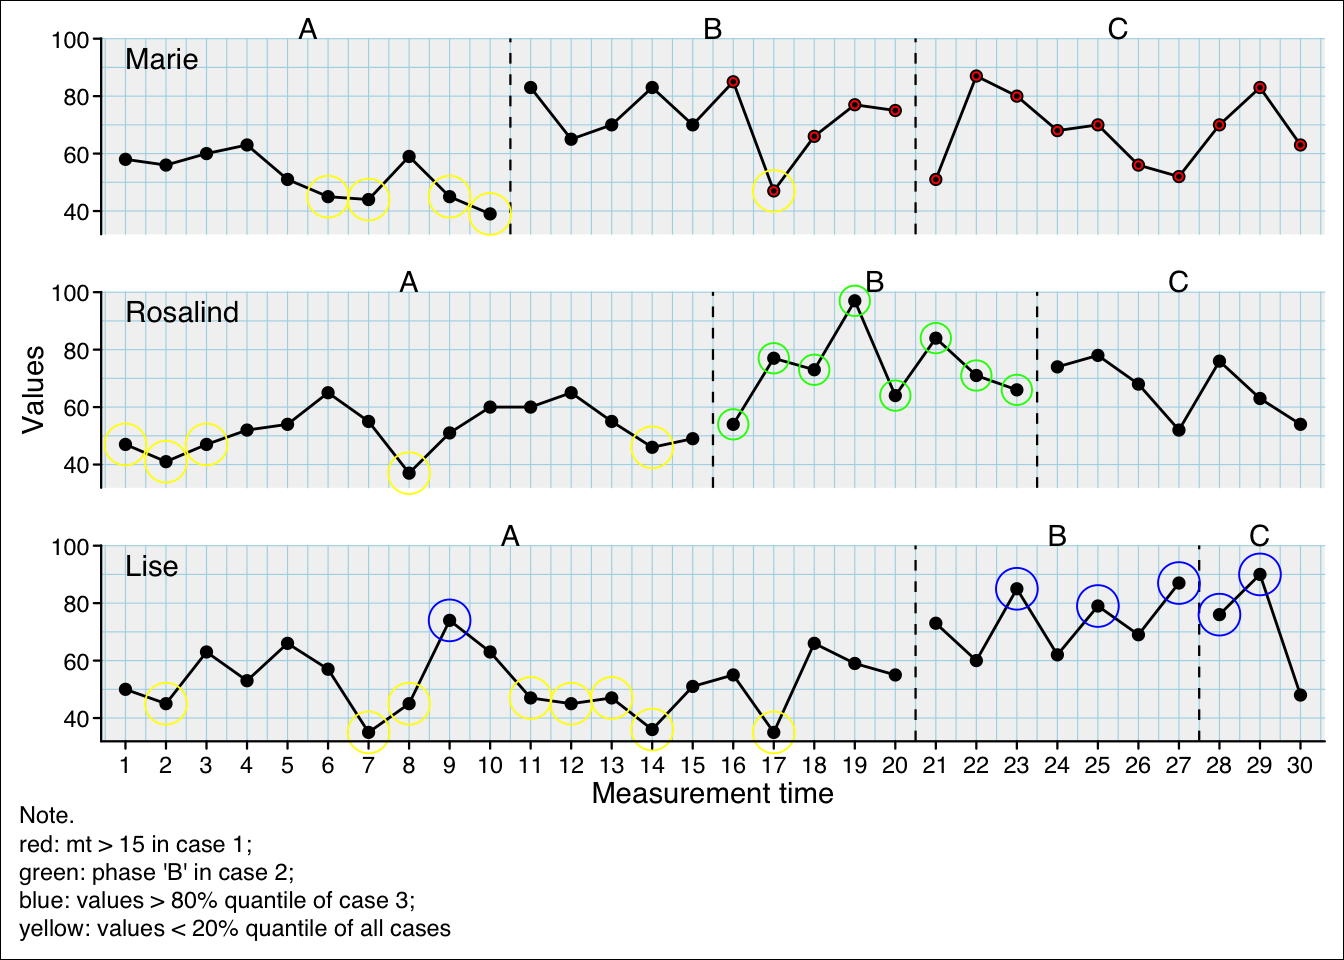 A B C
100
Marie
80
60
40
A B C
100
Rosalind
80
60
40
Values
A B C
100
Lise
80
60
40
1 2 3 4 5 6 7 8 9 10 11 12 13 14 15 16 17 18 19 20 21 22 23 24 25 26 27 28 29 30
Measurement time
Note.
red: mt > 15 in case 1;
green: phase 'B' in case 2;
blue: values > 80% quantile of case 3;
yellow: values < 20% quantile of all cases